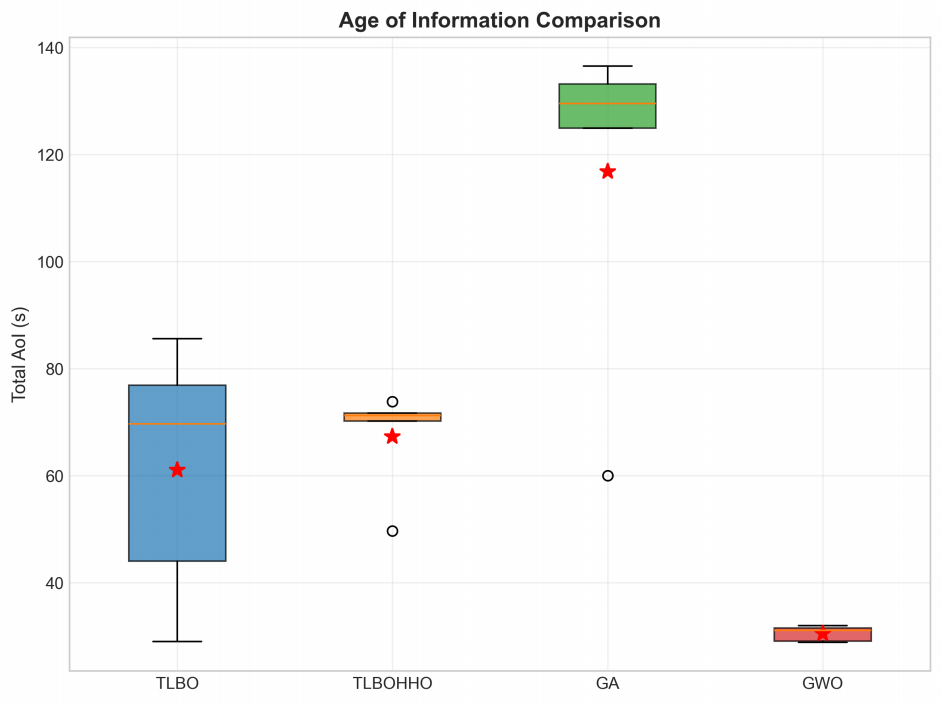 Age of Information Comparison
Total AoI (s)
140
120
100
80
60
40
TLBO
TLBOHHO
GA
GWO